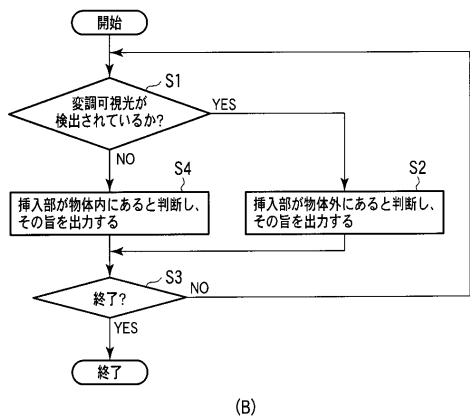 開始
S1
変調可視光が
検出されているか?
YES
NO
S4
挿入部が物体内にあると判断し、
その旨を出力する
S2
挿入部が物体外にあると判断し、
その旨を出力する
S3
終了?
NO
YES
終了
(B)